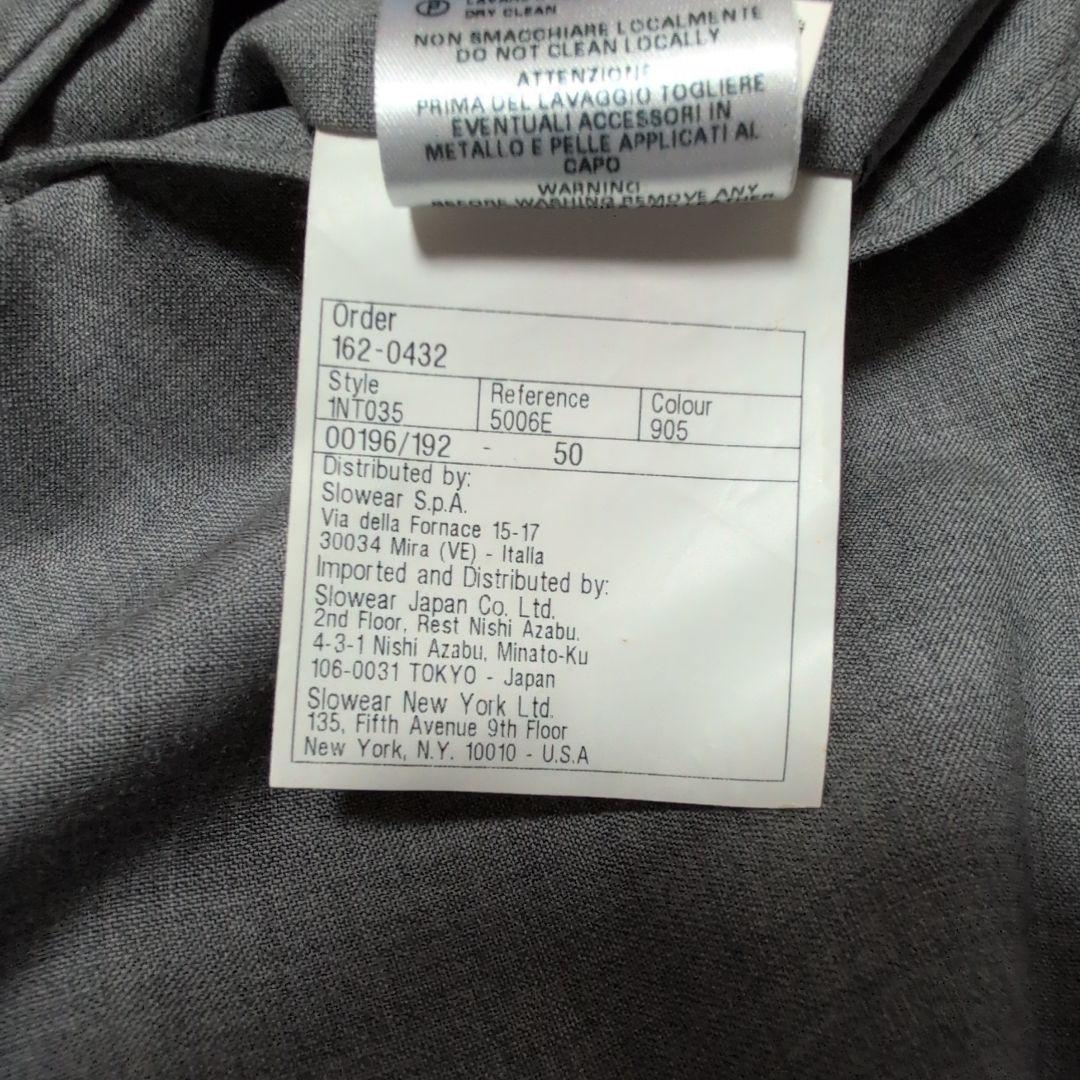 DRY CLEAN
NON SMACCHIARE LOCALMENTE
DO NOT CLEAN LOCALLY
ATTENZIONE
PRIMA DEL LAVAGGIO TOGLIERE
EVENTUALI ACCESSORI IN
METALLO E PELLE APPLICATI AL
CAPO
WARNING
BEFORE WASHING REMOVE ANY
Order
162-0432
Style Reference Colour
1NT035 5006E 905
00196/192 - 50
Distributed by:
Slowear S.p.A.
Via della Fornace 15-17
30034 Mira (VE) - Italia
Imported and Distributed by:
Slowear Japan Co. Ltd.
2nd Floor, Rest Nishi Azabu,
4-3-1 Nishi Azabu, Minato-Ku
106-0031 TOKYO - Japan
Slowear New York Ltd.
135, Fifth Avenue 9th Floor
New York, N.Y. 10010 - U.S.A